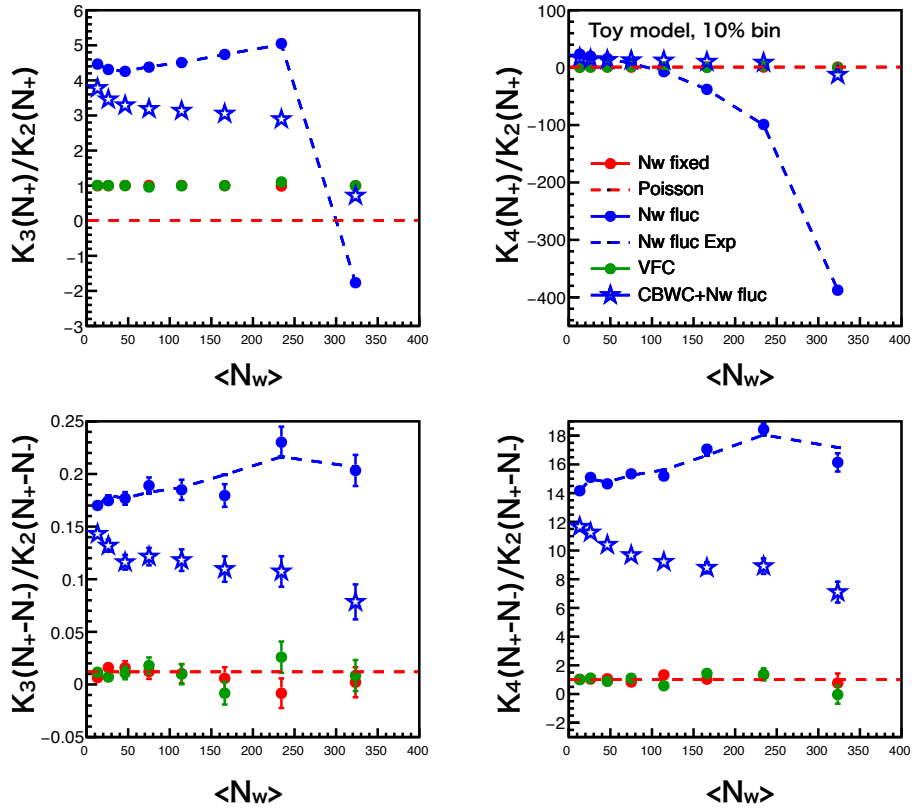 K3(N+)/K2(N+)
6
5
4
3
2
1
0
−1
−2
−3
0 50 100 150 200 250 300 350 400
<Nw>
K4(N+)/K2(N+)
100
0
−100
−200
−300
−400
Toy model, 10% bin
Nw fixed
Poisson
Nw fluc
Nw fluc Exp
VFC
CBWC+Nw fluc
0 50 100 150 200 250 300 350 400
<Nw>
K3(N+-N-)/K2(N+-N-)
0.25
0.2
0.15
0.1
0.05
0
−0.05
0 50 100 150 200 250 300 350 400
<Nw>
K4(N+-N-)/K2(N+-N-)
18
16
14
12
10
8
6
4
2
0
−2
0 50 100 150 200 250 300 350 400
<Nw>